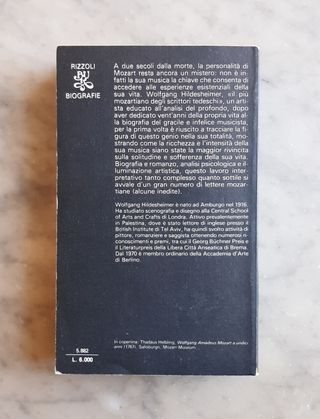 RIZZOLI
BUR
BIOGRAFIE
A due secoli dalla morte, la personalità di
Mozart resta ancora un mistero: non è in-
fatti la sua musica la chiave che consenta di
accedere alle esperienze esistenziali della
sua vita. Wolfgang Hildesheimer, «il più
mozartiano degli scrittori tedeschi», un arti-
sta educato all'analisi del profondo, dopo
aver dedicato vent'anni della propria vita al-
la biografia del gracile e infelice musicista,
per la prima volta è riuscito a tracciare la fi-
gura di questo genio nella sua totalità, mo-
strando come la ricchezza e l'intensità della
sua musica siano state la maggior rivincita
sulla solitudine e sofferenza della sua vita.
Biografia e romanzo, analisi psicologica e il-
luminazione artistica, questo lavoro inter-
pretativo tanto complesso quanto sottile si
avvale d'un gran numero di lettere mozar-
tiane (alcune inedite).
Wolfgang Hildesheimer è nato ad Amburgo nel 1916.
Ha studiato scenografia e disegno alla Central School
of Arts and Crafts di Londra. Attivo prevalentemente
in Palestina, dove è stato lettore di inglese presso il
British Institute di Tel Aviv, ha quindi svolto attività di
pittore, romanziere e saggista ottenendo numerosi ri-
conoscimenti e premi, tra cui il Georg Büchner Preis e
il Literaturpreis della Libera Città Anseatica di Brema.
Dal 1970 è membro ordinario della Accademia d'Arte
di Berlino.
In copertina: Thaddus Helbling, Wolfgang Amadeus Mozart a undici
anni (1767). Salisburgo, Mozart Museum.
5.882
L. 6.000